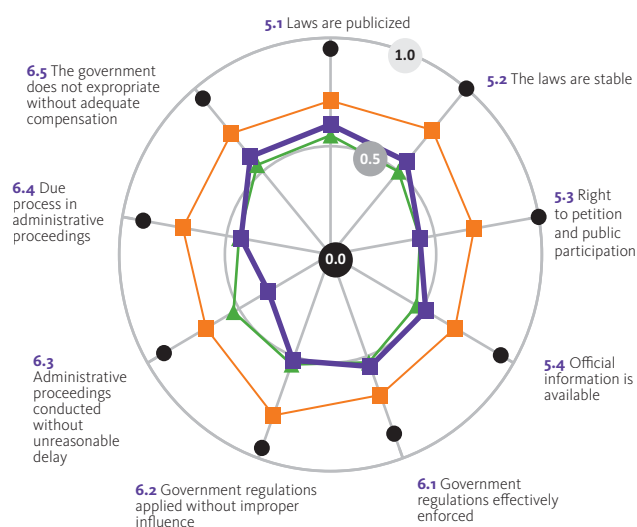 5.1 Laws are publicized
1.0
5.2 The laws are stable
0.5
5.3 Right
to petition
and public
participation
0.0
5.4 Official
information is
available
6.1 Government
regulations effectively
enforced
6.2 Government regulations
applied without improper
influence
6.3
Administrative
proceedings
conducted
without
unreasonable
delay
6.4 Due
process in
administrative
proceedings
6.5 The government
does not expropriate
without adequate
compensation